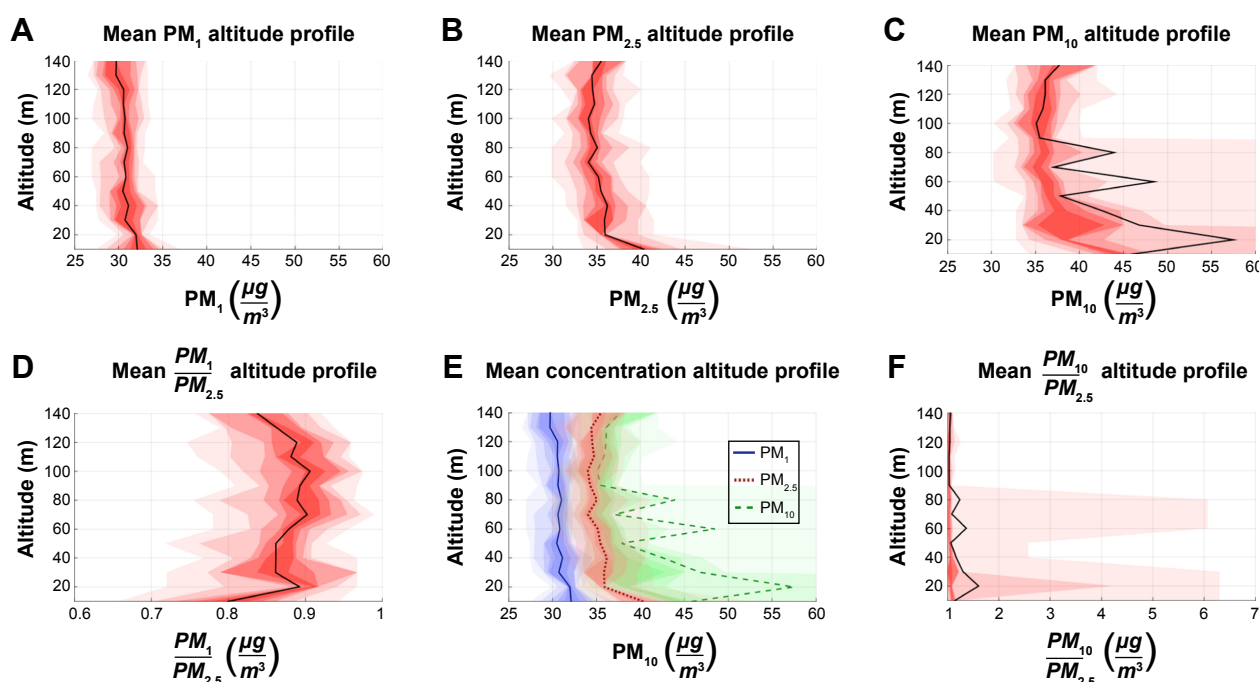 A
Mean PM1 altitude profile
Altitude (m)
140
120
100
80
60
40
20
25 30 35 40 45 50 55 60
PM1 (μg/m3)
B
Mean PM2.5 altitude profile
Altitude (m)
140
120
100
80
60
40
20
25 30 35 40 45 50 55 60
PM2.5 (μg/m3)
C
Mean PM10 altitude profile
Altitude (m)
140
120
100
80
60
40
20
25 30 35 40 45 50 55 60
PM10 (μg/m3)
D
Mean PM1/PM2.5 altitude profile
Altitude (m)
140
120
100
80
60
40
20
0.6 0.7 0.8 0.9 1
PM1/PM2.5 (μg/m3)
E
Mean concentration altitude profile
Altitude (m)
140
120
100
80
60
40
20
PM1
PM2.5
PM10
25 30 35 40 45 50 55 60
PM10 (μg/m3)
F
Mean PM10/PM2.5 altitude profile
Altitude (m)
140
120
100
80
60
40
20
1 2 3 4 5 6 7
PM10/PM2.5 (μg/m3)